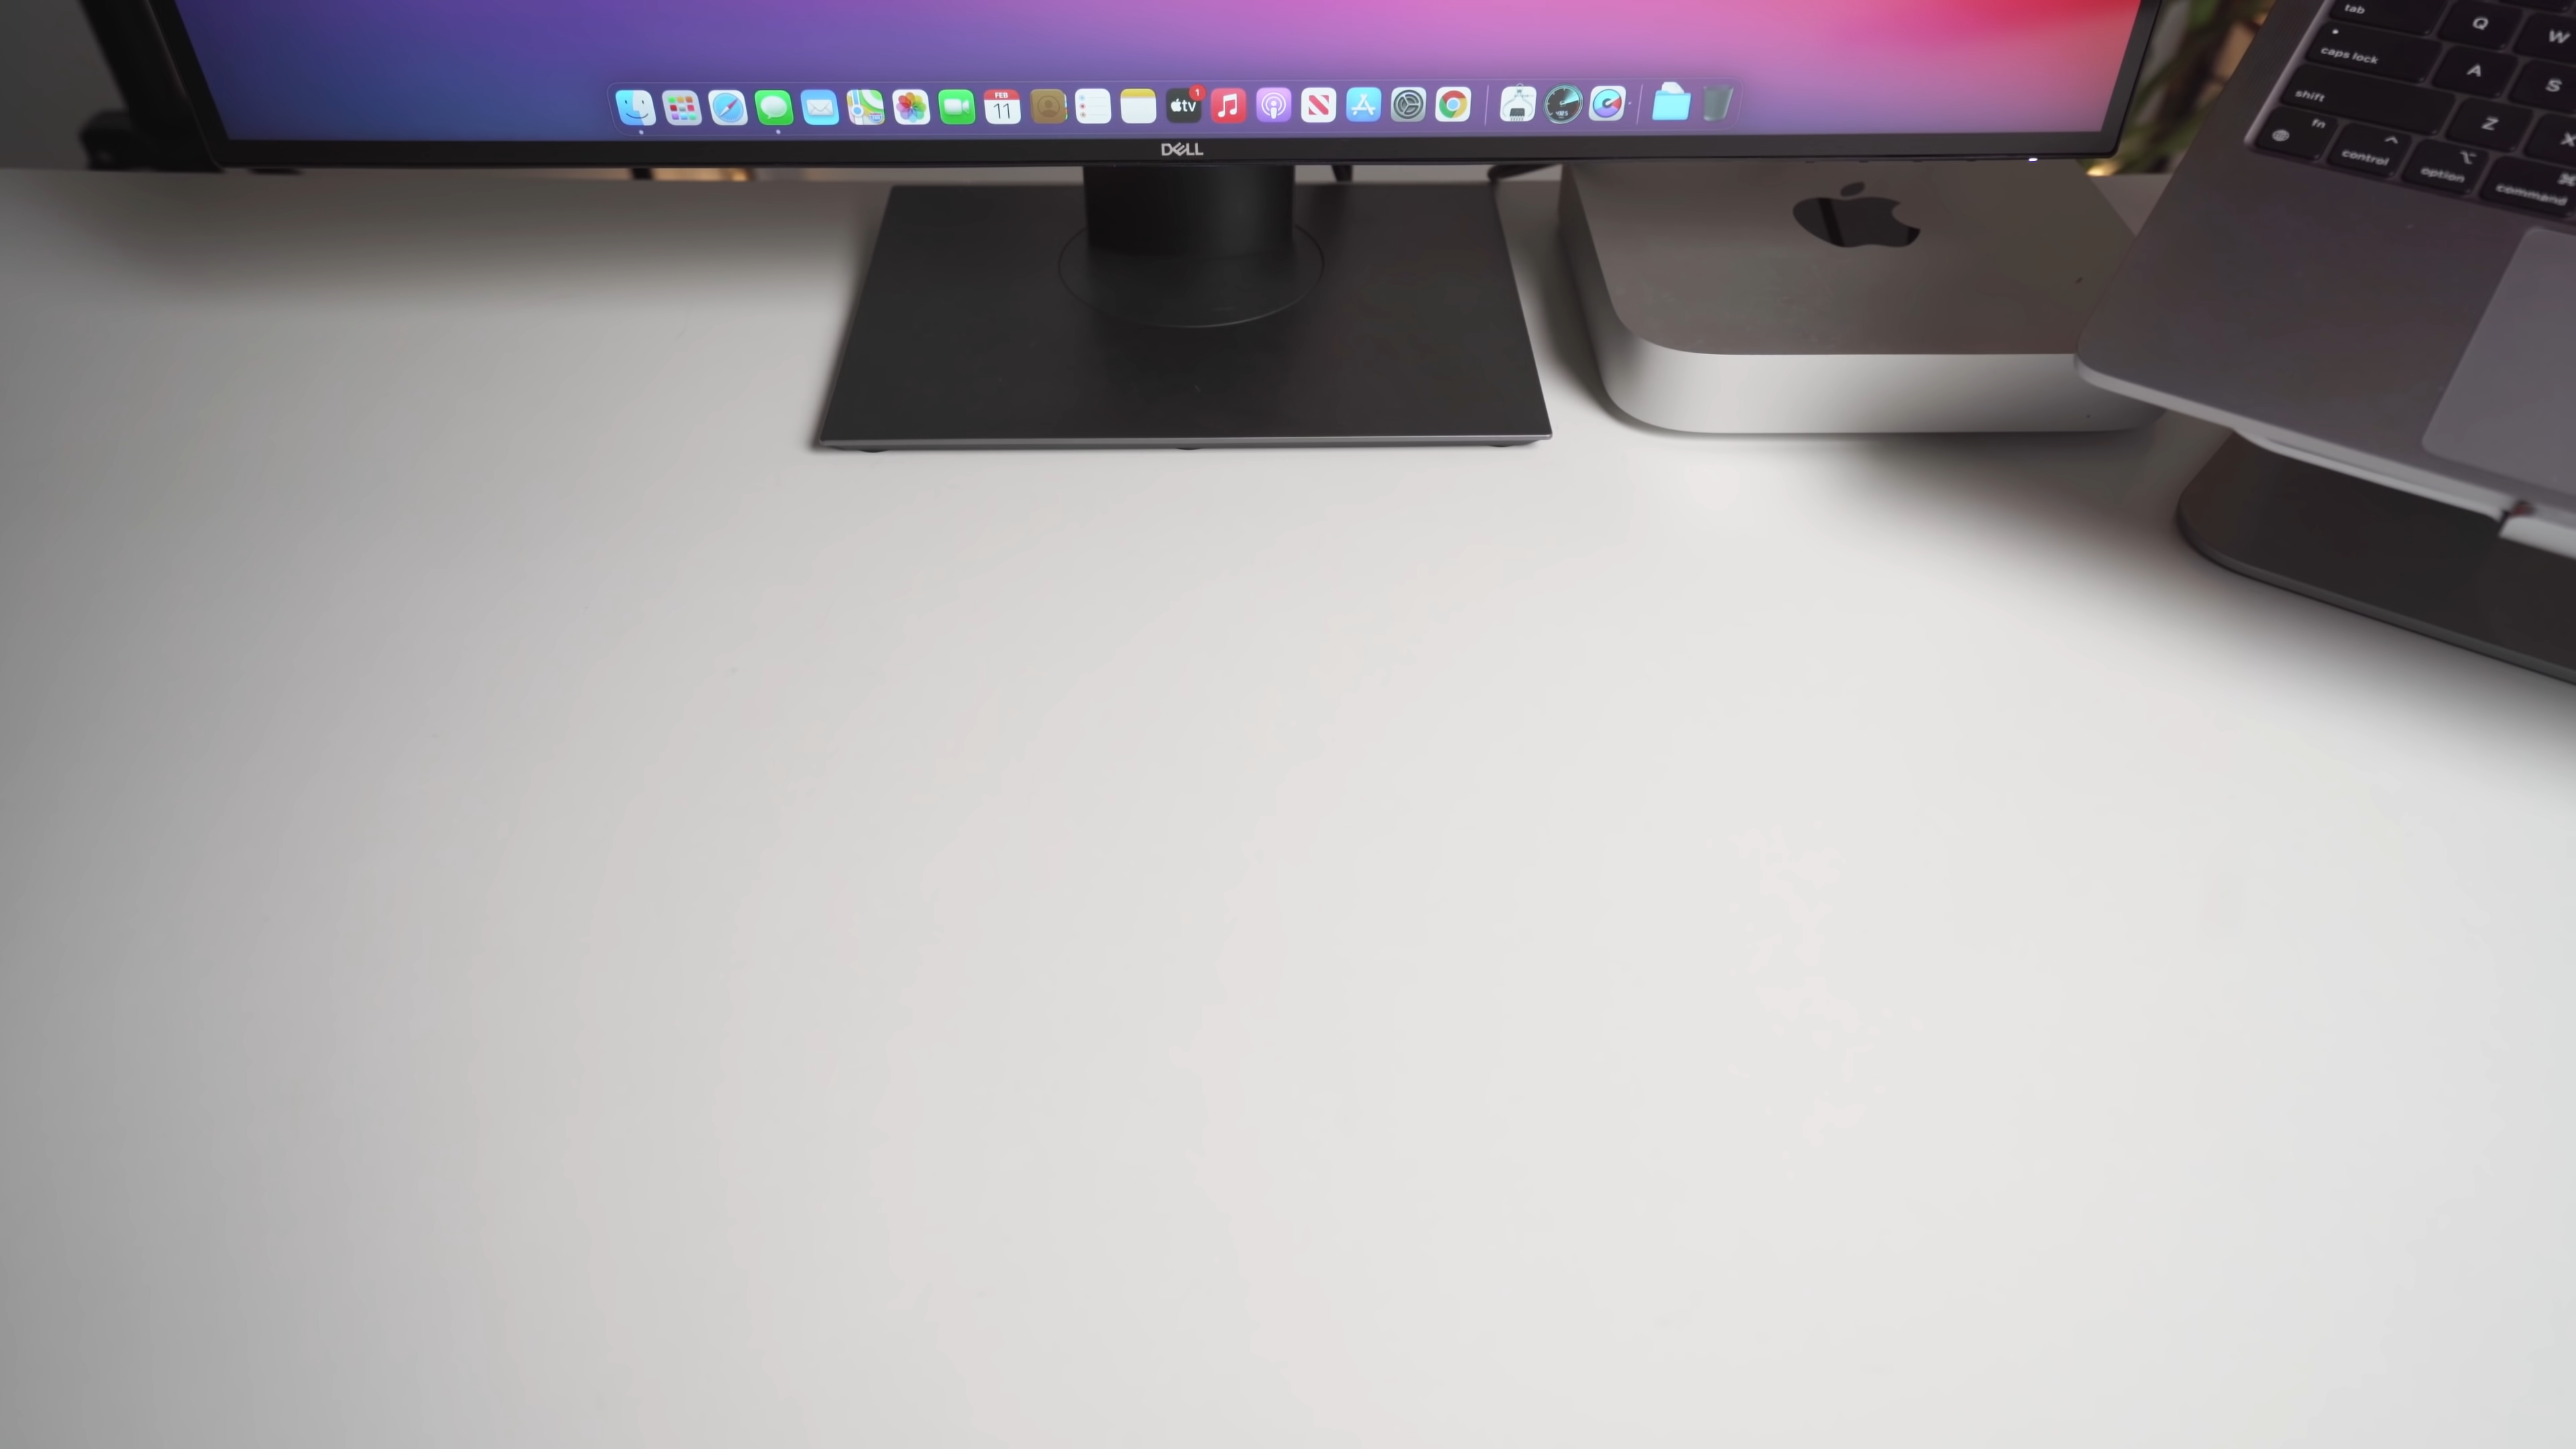 FEB
11
tv
1
DELL
tab
Q
W
caps lock
A
S
shift
Z
X
fn
control
option
command